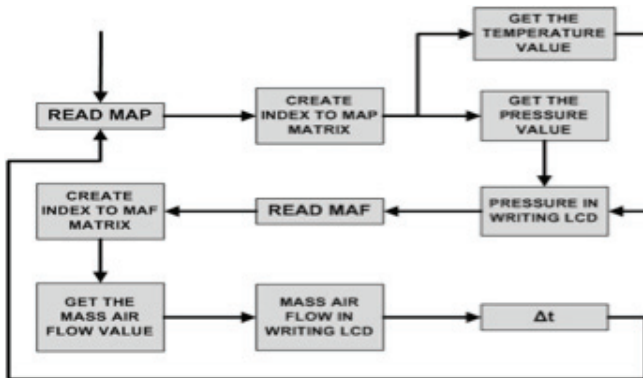 GET THE
TEMPERATURE
VALUE
READ MAP
CREATE
INDEX TO MAP
MATRIX
GET THE
PRESSURE
VALUE
CREATE
INDEX TO MAF
MATRIX
READ MAF
PRESSURE IN
WRITING LCD
GET THE
MASS AIR
FLOW VALUE
MASS AIR
FLOW IN
WRITING LCD
Δt